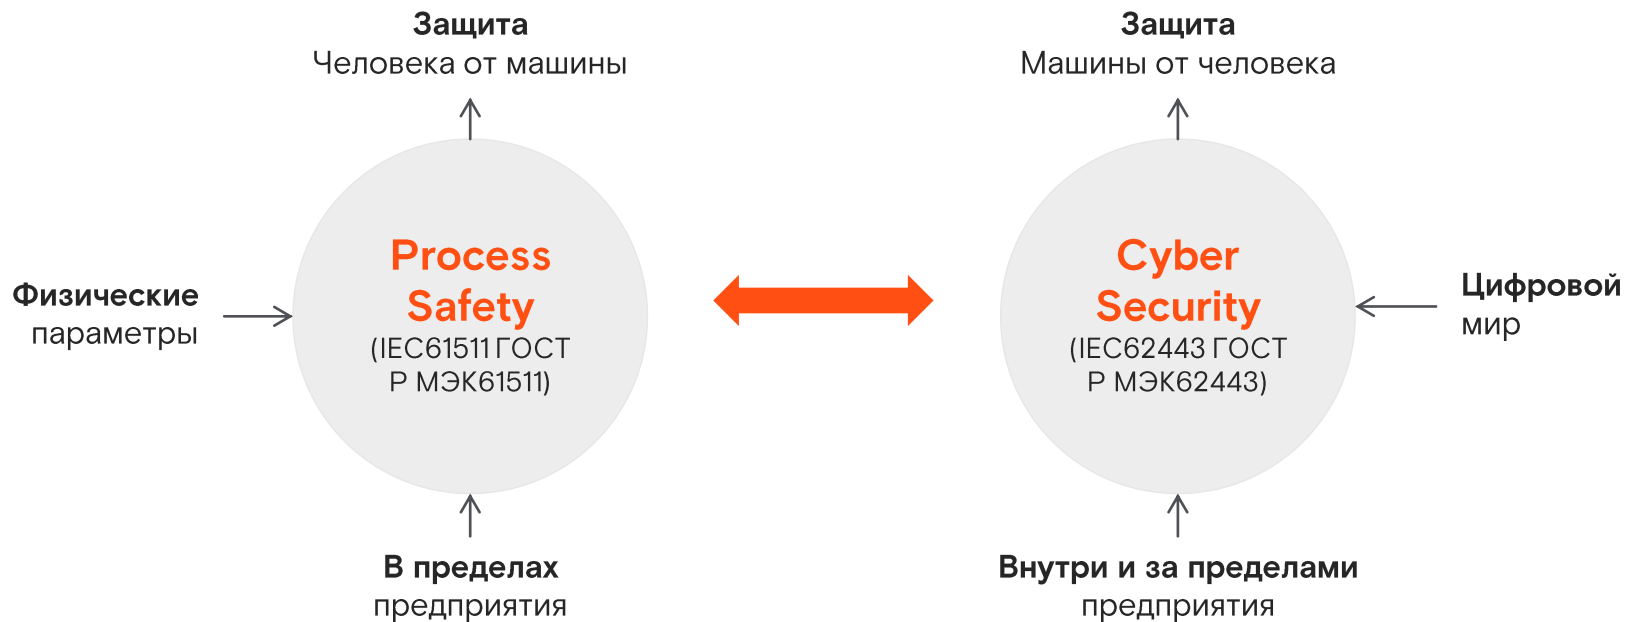 Защита
Человека от машины
Физические
параметры
Process
Safety
(IEC61511 ГОСТ
Р МЭК61511)
В пределах
предприятия
Защита
Машины от человека
Cyber
Security
(IEC62443 ГОСТ
Р МЭК62443)
Цифровой
мир
Внутри и за пределами
предприятия